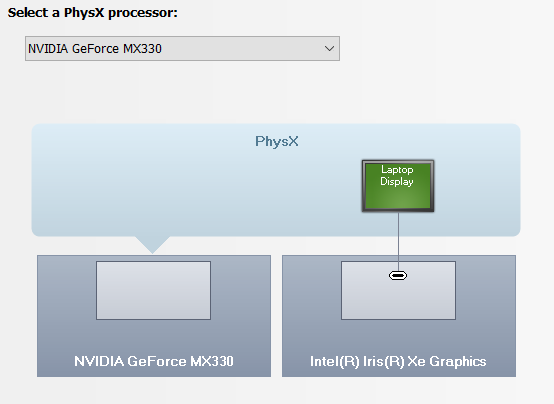 Select a PhysX processor:
NVIDIA GeForce MX330
PhysX
Laptop
Display
NVIDIA GeForce MX330
Intel(R) Iris(R) Xe Graphics